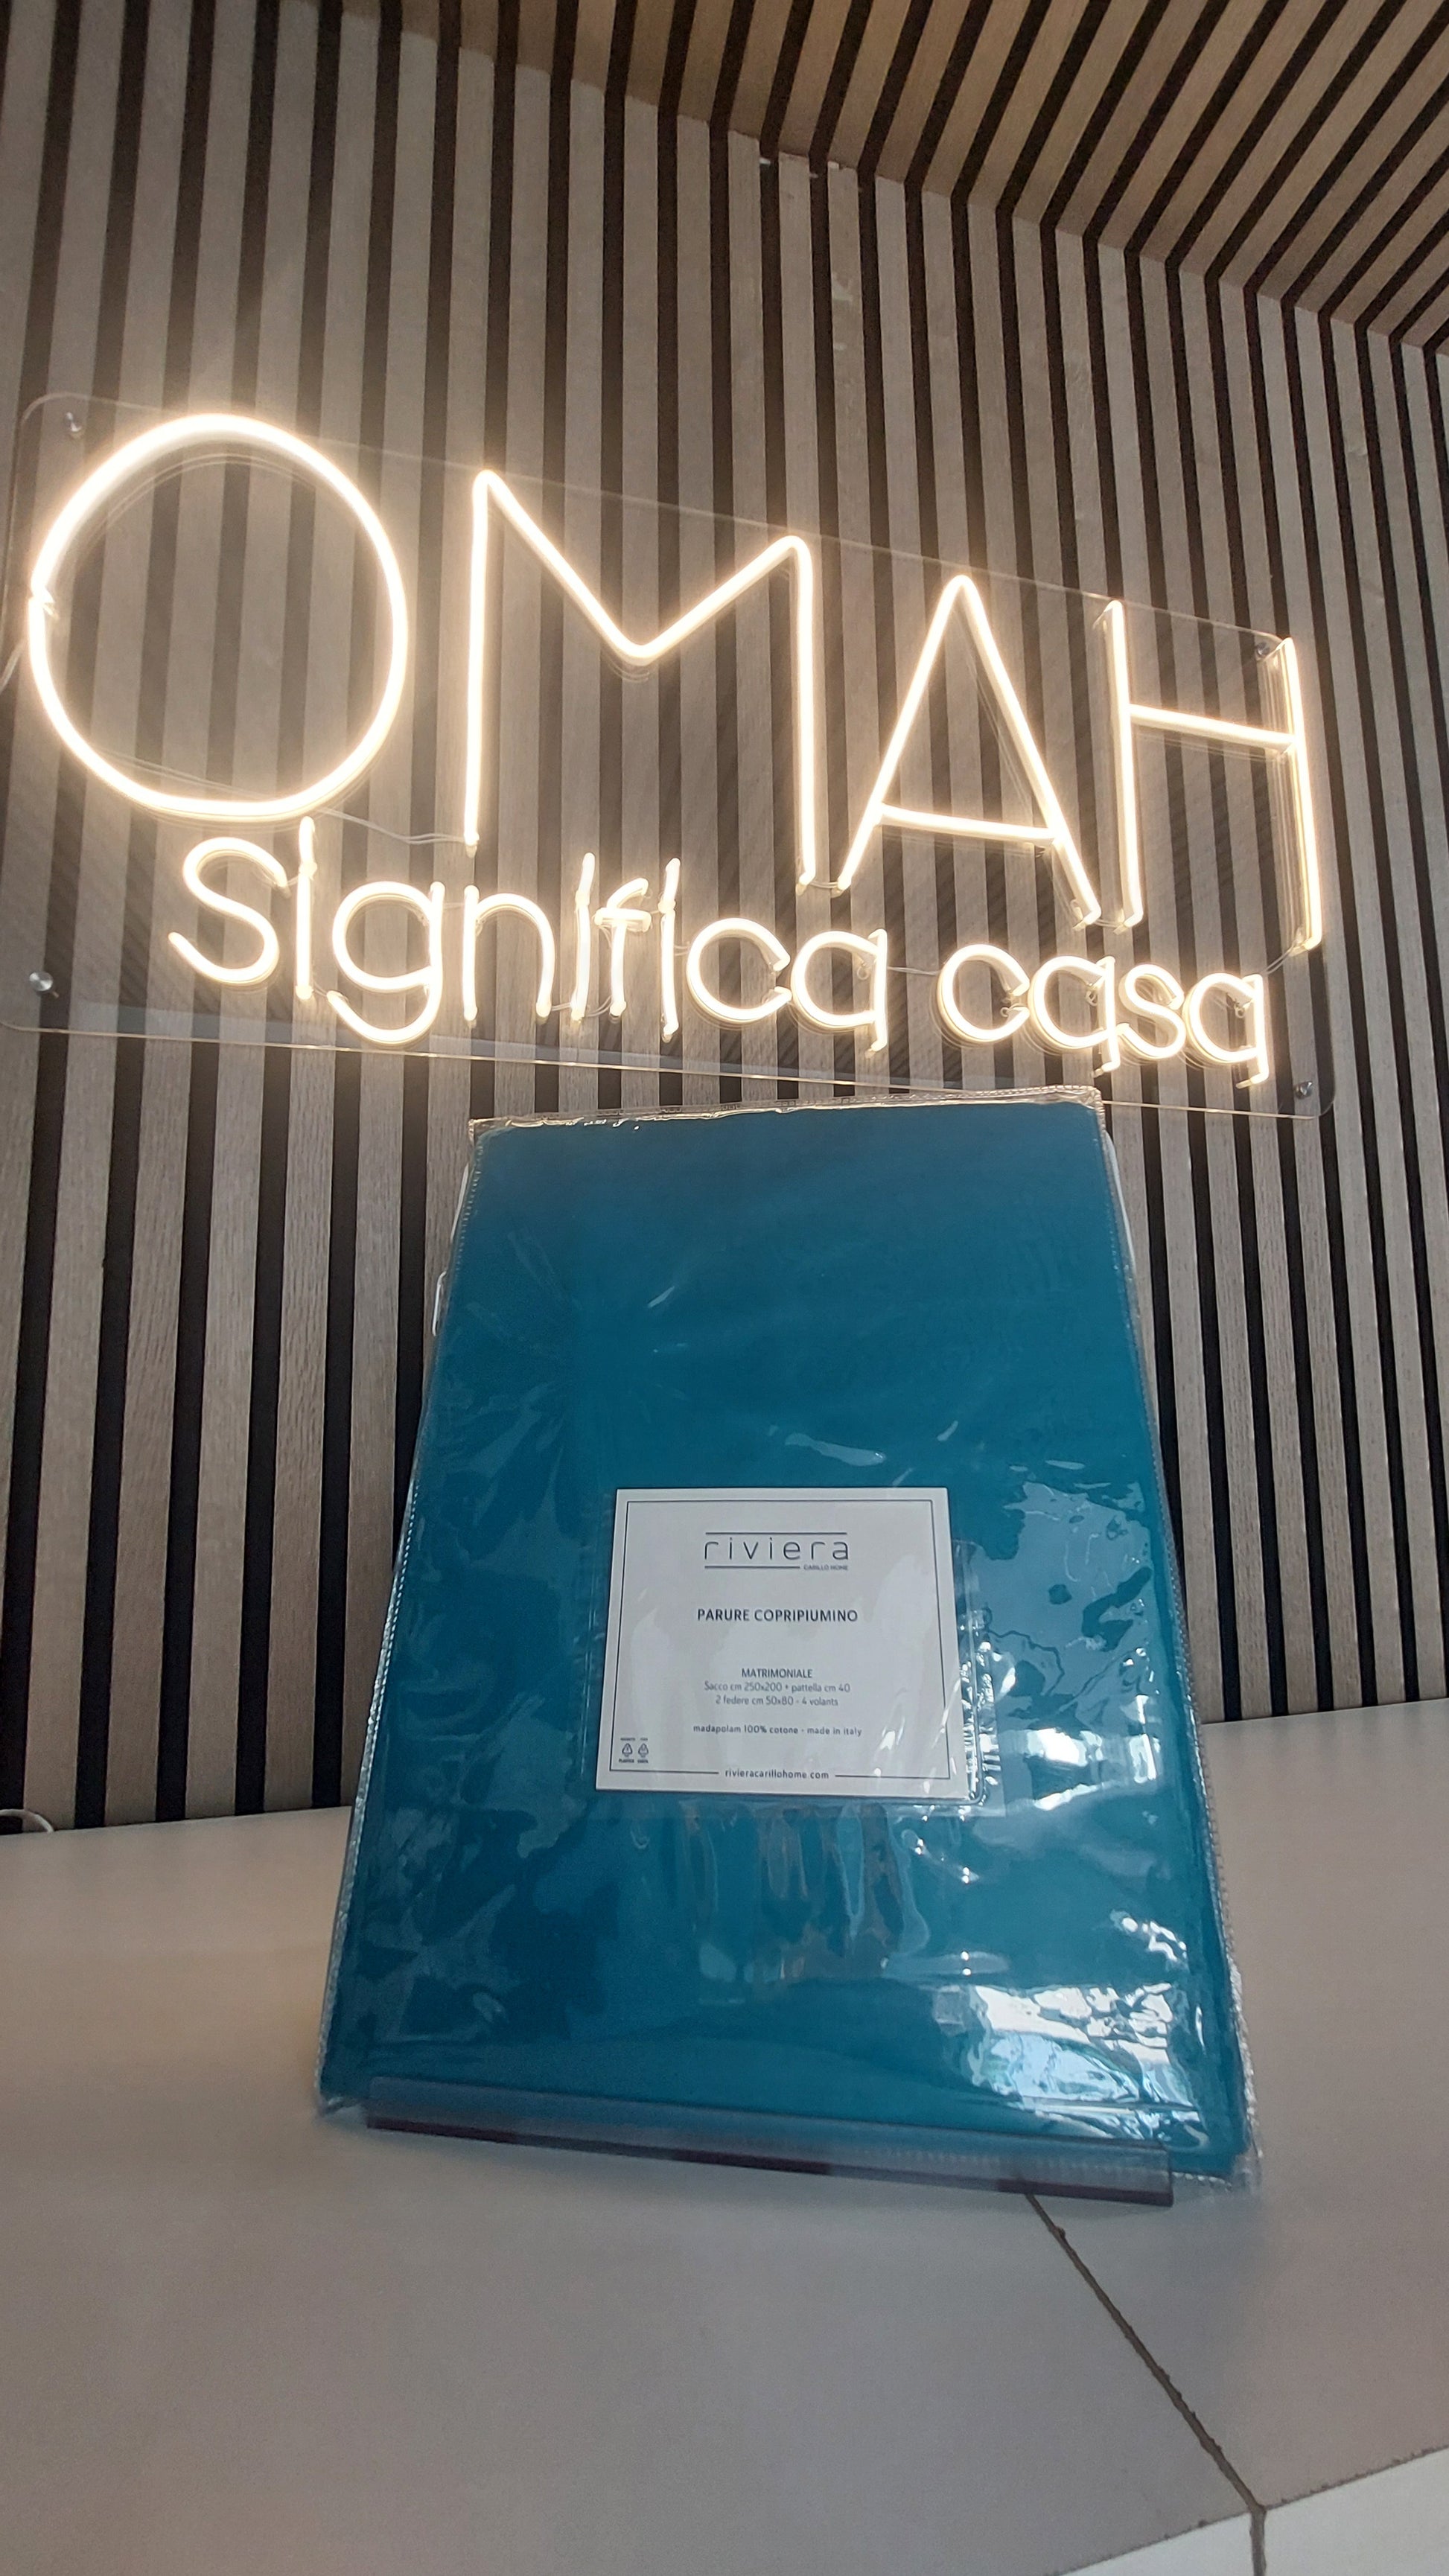 OMAH
significa casa
riviera
CARILLO HOME
PARURE COPRIPIUMINO
MATRIMONIALE
Sacco cm 250x200 + pattella cm 40
2 federe cm 50x80 - 4 volants
madapolam 100% cotone - made in italy
rivieracarillohome.com